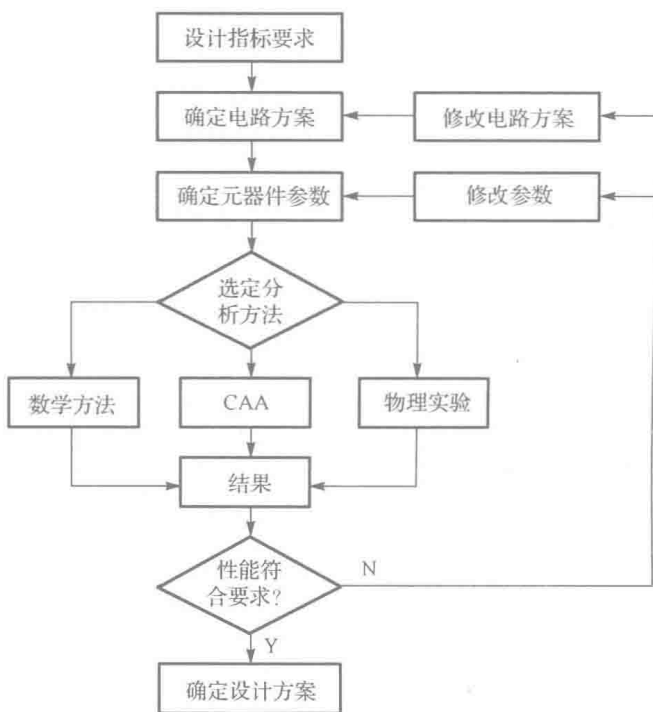 设计指标要求
确定电路方案
修改电路方案
确定元器件参数
修改参数
选定分
析方法
数学方法
CAA
物理实验
结果
性能符
合要求?
N
Y
确定设计方案